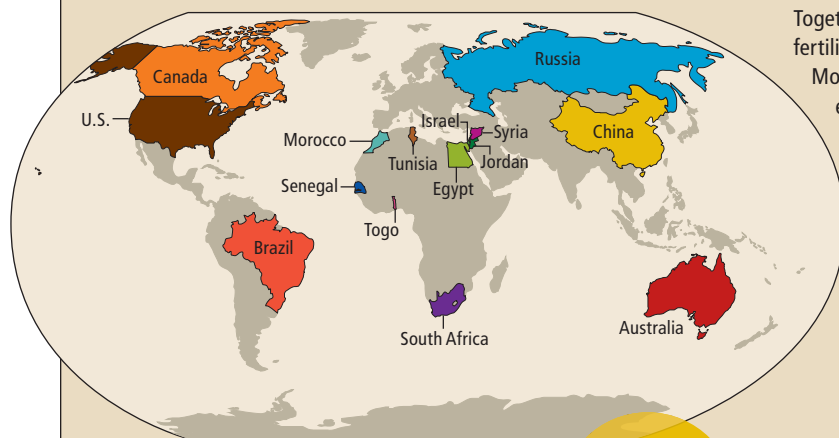 Toget
fertili
Mo
e
Russia
Canada
U.S.
Israel
Syria
China
Morocco
Tunisia
Jordan
Senegal
Egypt
Togo
Brazil
South Africa
Australia